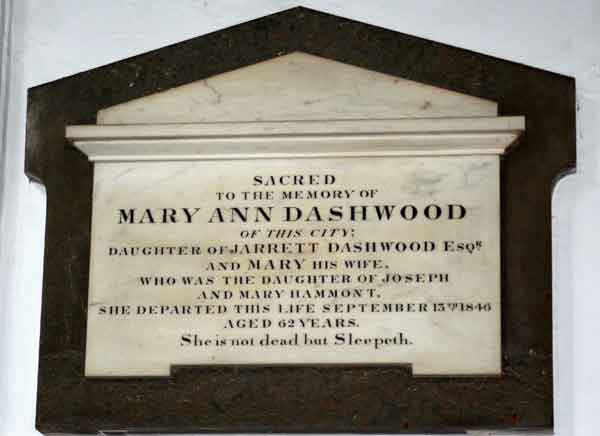 SACRED
TO THE MEMORY OF
MARY ANN DASHWOOD
OF THIS CITY;
DAUGHTER OF JARRETT DASHWOOD ESQR
AND MARY HIS WIFE,
WHO WAS THE DAUGHTER OF JOSEPH
AND MARY HAMMONT.
SHE DEPARTED THIS LIFE SEPTEMBER 13TH 1846
AGED 62 YEARS.
She is not dead but Sleepeth.